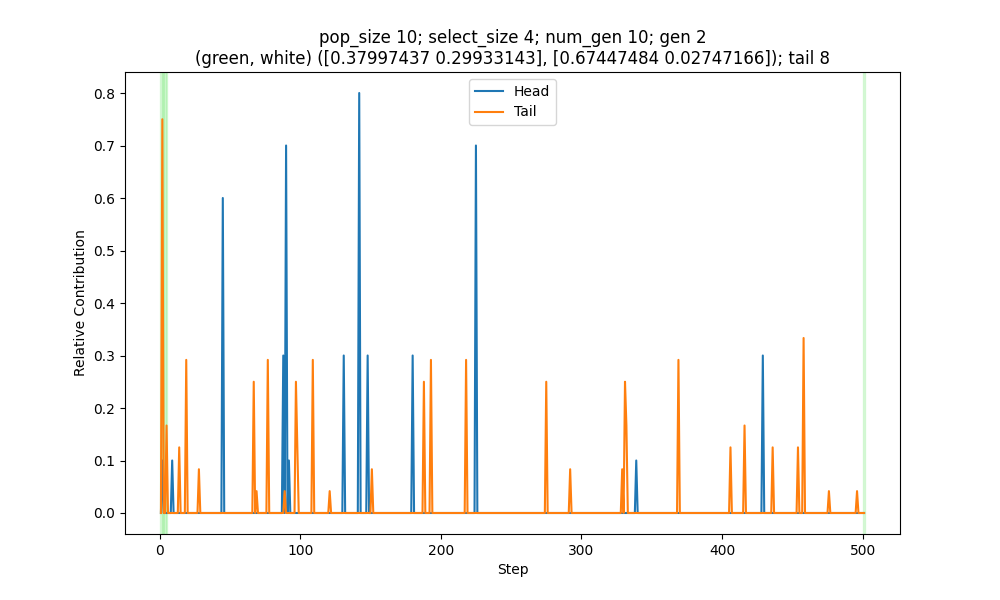 pop_size 10; select_size 4; num_gen 10; gen 2
(green, white) ([0.37997437 0.29933143], [0.67447484 0.02747166]); tail 8
Head
Tail
0.8
0.7
0.6
0.5
0.4
0.3
0.2
0.1
0.0
Relative Contribution
0
100
200
300
400
500
Step